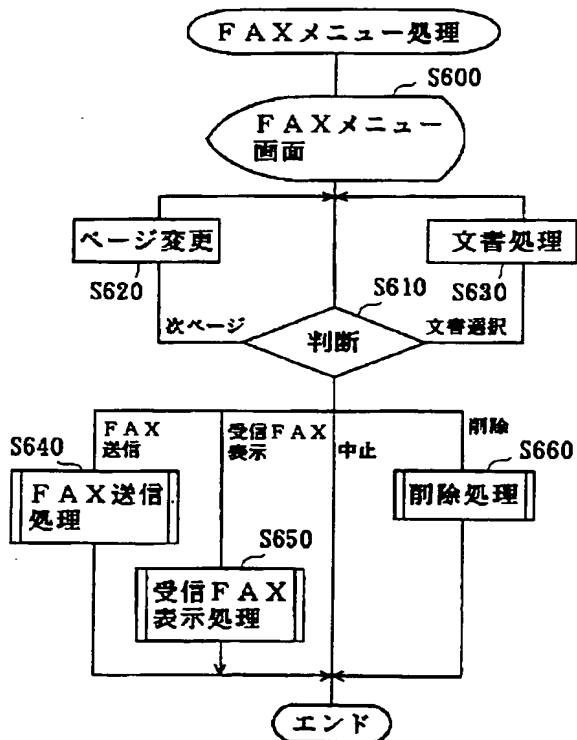 ＦＡＸメニュー処理
S600
ＦＡＸメニュー
画面
ページ変更
S620
文書処理
S630
S610
次ページ
判断
文書選択
ＦＡＸ
送信
受信ＦＡＸ
表示
中止
削除
S640
ＦＡＸ送信
処理
S660
削除処理
S650
受信ＦＡＸ
表示処理
エンド